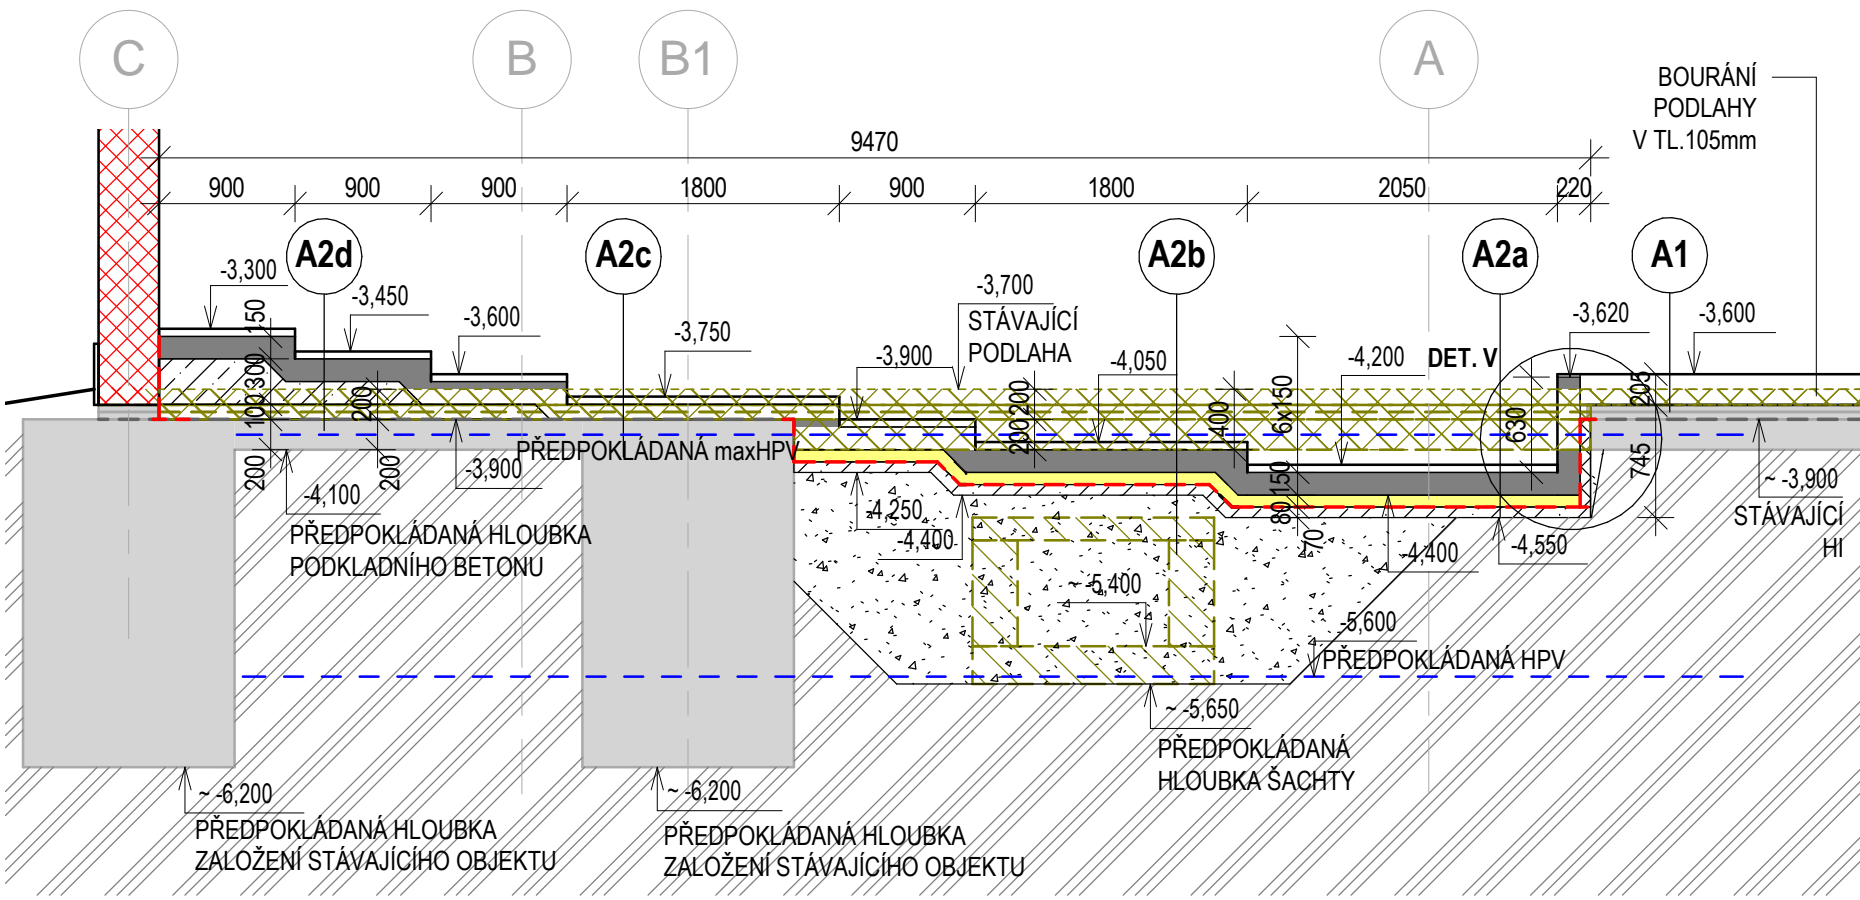 C
B
B1
A
BOURÁNÍ
PODLAHY
V TL.105mm
9470
900
900
900
1800
900
1800
2050
220
A2d
A2c
A2b
A2a
A1
-3,300
-3,450
-3,600
-3,750
-3,700
STÁVAJÍCÍ
PODLAHA
-3,900
-4,050
-4,200
DET. V
-3,620
-3,600
150
300
100
200
200
200
200
200
400
6x150
150
80
70
630
205
745
PŘEDPOKLÁDANÁ maxHPV
-4,100
PŘEDPOKLÁDANÁ HLOUBKA
PODKLADNÍHO BETONU
-3,900
-4,250
-4,400
-4,400
-4,550
~ -3,900
STÁVAJÍCÍ
HI
~ -5,400
-5,600
PŘEDPOKLÁDANÁ HPV
~ -5,650
PŘEDPOKLÁDANÁ
HLOUBKA ŠACHTY
~ -6,200
PŘEDPOKLÁDANÁ HLOUBKA
ZALOŽENÍ STÁVAJÍCÍHO OBJEKTU
~ -6,200
PŘEDPOKLÁDANÁ HLOUBKA
ZALOŽENÍ STÁVAJÍCÍHO OBJEKTU